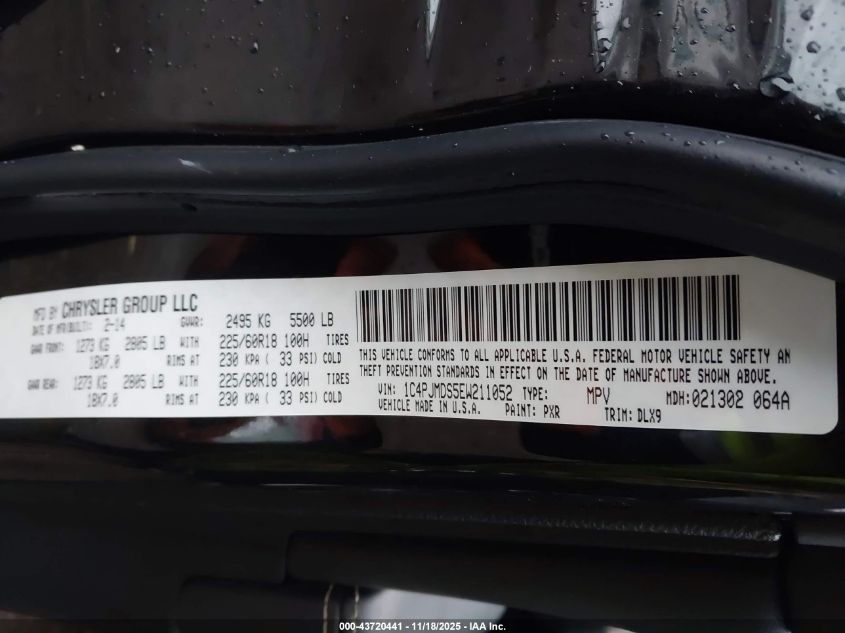 MFD BY CHRYSLER GROUP LLC
DATE OF MFR(BUILT): 2-14 GVWR: 2495 KG 5500 LB
GAWR FRONT: 1273 KG 2805 LB WITH 225/60R18 100H TIRES
18X7.0 RIMS AT 230 KPA ( 33 PSI) COLD
GAWR REAR: 1273 KG 2805 LB WITH 225/60R18 100H TIRES
18X7.0 RIMS AT 230 KPA ( 33 PSI) COLD
THIS VEHICLE CONFORMS TO ALL APPLICABLE U.S.A. FEDERAL MOTOR VEHICLE SAFETY AN
THEFT PREVENTION STANDARDS IN EFFECT ON THE DATE OF MANUFACTURE SHOWN ABOVE.
VIN: 1C4PJMDS5EW211052 TYPE: MPV MDH:021302 064A
VEHICLE MADE IN U.S.A. PAINT: PXR TRIM: DLX9
000-43720441 - 11/18/2025 - IAA Inc.